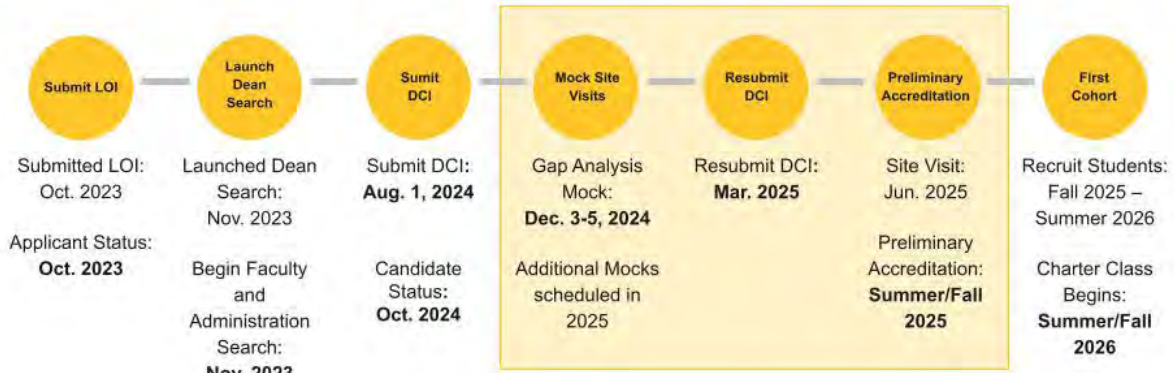 Submit LOI
Launch
Dean
Search
Sumit
DCI
Mock Site
Visits
Resubmit
DCI
Preliminary
Accreditation
First
Cohort
Submitted LOI:
Oct. 2023
Applicant Status:
Oct. 2023
Launched Dean
Search:
Nov. 2023
Begin Faculty
and
Administration
Search:
Nov. 2023
Submit DCI:
Aug. 1, 2024
Candidate
Status:
Oct. 2024
Gap Analysis
Mock:
Dec. 3-5, 2024
Additional Mocks
scheduled in
2025
Resubmit DCI:
Mar. 2025
Site Visit:
Jun. 2025
Preliminary
Accreditation:
Summer/Fall
2025
Recruit Students:
Fall 2025 –
Summer 2026
Charter Class
Begins:
Summer/Fall
2026